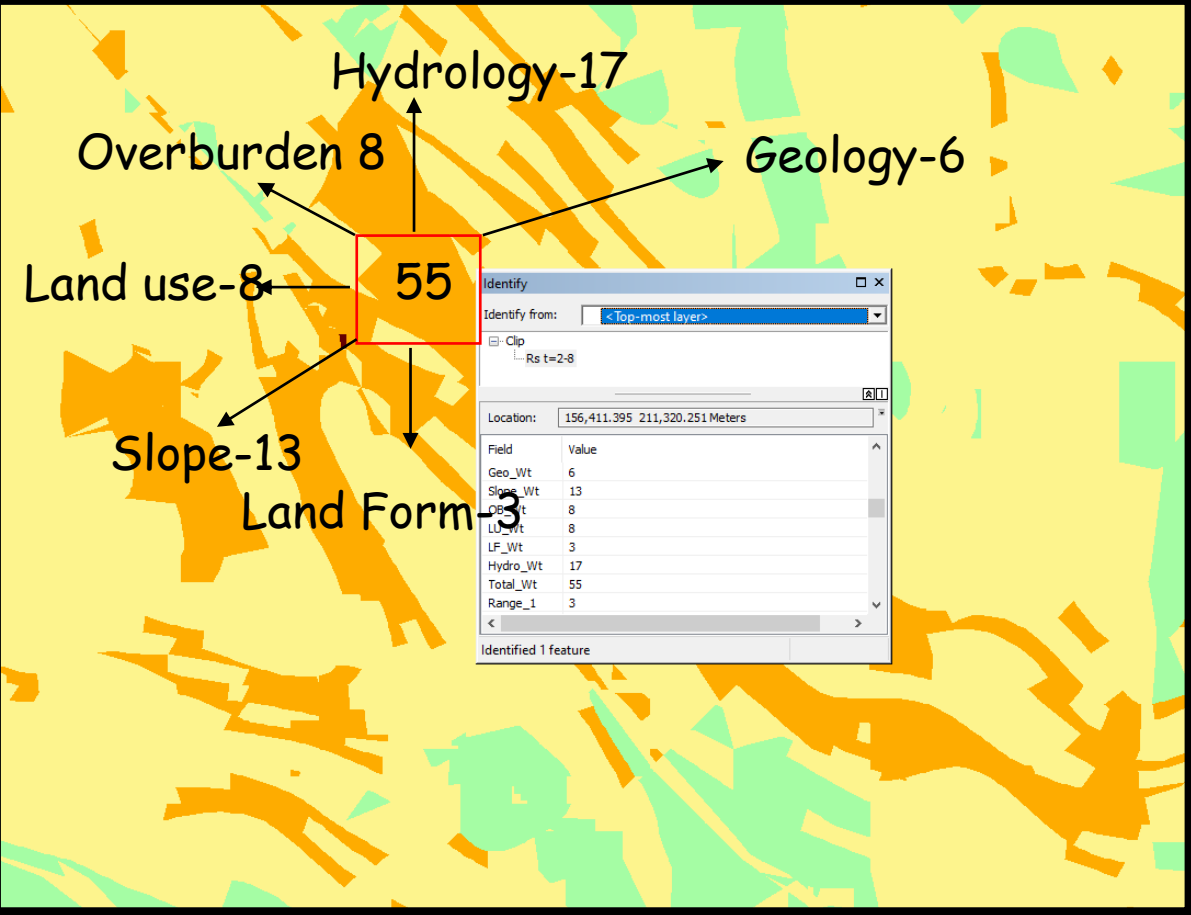 Hydrology-17
Overburden 8
Geology-6
Land use-8
55
Slope-13
Land Form-3
Identify
Identify from: <Top-most layer>
Clip
Rs t=2-8
Location: 156,411.395 211,320.251 Meters
Field Value
Geo_Wt 6
Slope_Wt 13
OB_Wt 8
LU_Wt 8
LF_Wt 3
Hydro_Wt 17
Total_Wt 55
Range_1 3
Identified 1 feature